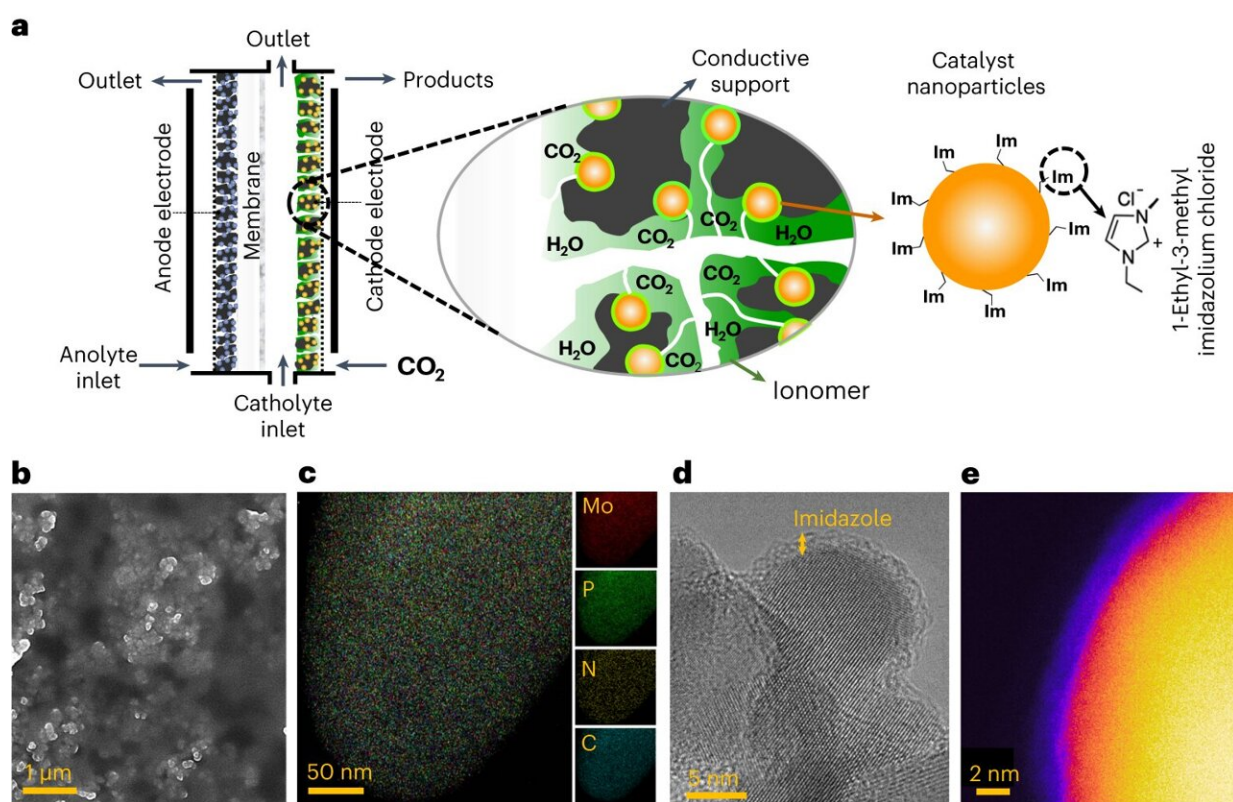 a
Outlet
Outlet
Products
Anode electrode
Membrane
Cathode electrode
Anolyte
inlet
CO₂
Catholyte
inlet
Conductive
support
CO₂
H₂O
CO₂
CO₂
H₂O
CO₂
CO₂
H₂O
H₂O
CO₂
Ionomer
Catalyst
nanoparticles
Im
Im
Im
Im
Im
Im
Im
Im
Im
Im
Cl⁻
+
1-Ethyl-3-methyl
imidazolium chloride
b
1 µm
c
50 nm
Mo
P
N
C
d
Imidazole
5 nm
e
2 nm